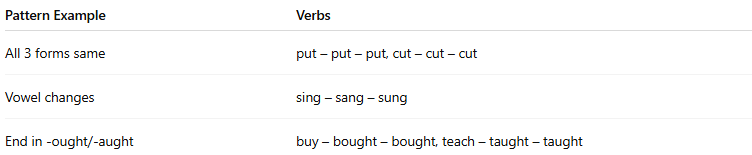 Pattern Example Verbs
All 3 forms same put – put – put, cut – cut – cut
Vowel changes sing – sang – sung
End in -ought/-aught buy – bought – bought, teach – taught – taught